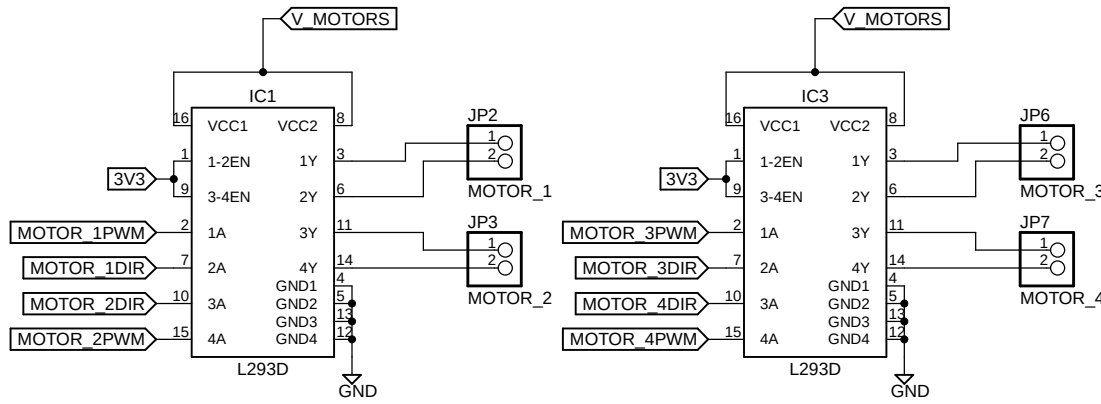 V_MOTORS
IC1
16 VCC1 VCC2 8
JP2
1 1-2EN 1Y 3 1
2
3V3
9 3-4EN 2Y 6 MOTOR_1
MOTOR_1PWM 2 1A 3Y 11 JP3
1
MOTOR_1DIR 7 2A 4Y 14 2
GND1 4
MOTOR_2
MOTOR_2DIR 10 3A GND2 5
GND3 13
MOTOR_2PWM 15 4A GND4 12
L293D
GND
V_MOTORS
IC3
16 VCC1 VCC2 8
JP6
1 1-2EN 1Y 3 1
2
3V3
9 3-4EN 2Y 6 MOTOR_3
MOTOR_3PWM 2 1A 3Y 11 JP7
1
MOTOR_3DIR 7 2A 4Y 14 2
GND1 4
MOTOR_4
MOTOR_4DIR 10 3A GND2 5
GND3 13
MOTOR_4PWM 15 4A GND4 12
L293D
GND